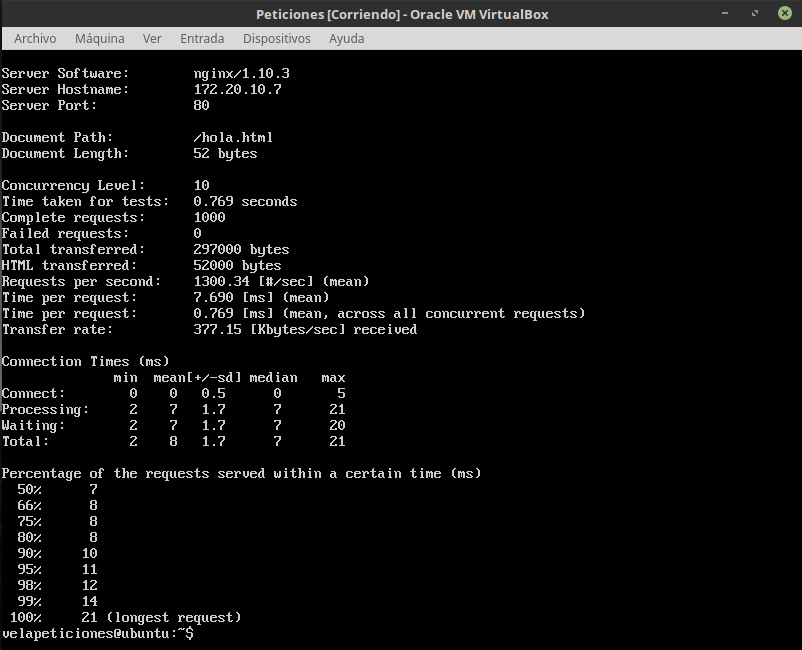 Peticiones [Corriendo] - Oracle VM VirtualBox
Archivo Máquina Ver Entrada Dispositivos Ayuda
Server Software: nginx/1.10.3
Server Hostname: 172.20.10.7
Server Port: 80
Document Path: /hola.html
Document Length: 52 bytes
Concurrency Level: 10
Time taken for tests: 0.769 seconds
Complete requests: 1000
Failed requests: 0
Total transferred: 297000 bytes
HTML transferred: 52000 bytes
Requests per second: 1300.34 [#/sec] (mean)
Time per request: 7.690 [ms] (mean)
Time per request: 0.769 [ms] (mean, across all concurrent requests)
Transfer rate: 377.15 [Kbytes/sec] received
Connection Times (ms)
min mean[+/-sd] median max
Connect: 0 0 0.5 0 5
Processing: 2 7 1.7 7 21
Waiting: 2 7 1.7 7 20
Total: 2 8 1.7 7 21
Percentage of the requests served within a certain time (ms)
50% 7
66% 8
75% 8
80% 8
90% 10
95% 11
98% 12
99% 14
100% 21 (longest request)
velapeticiones@ubuntu:~$